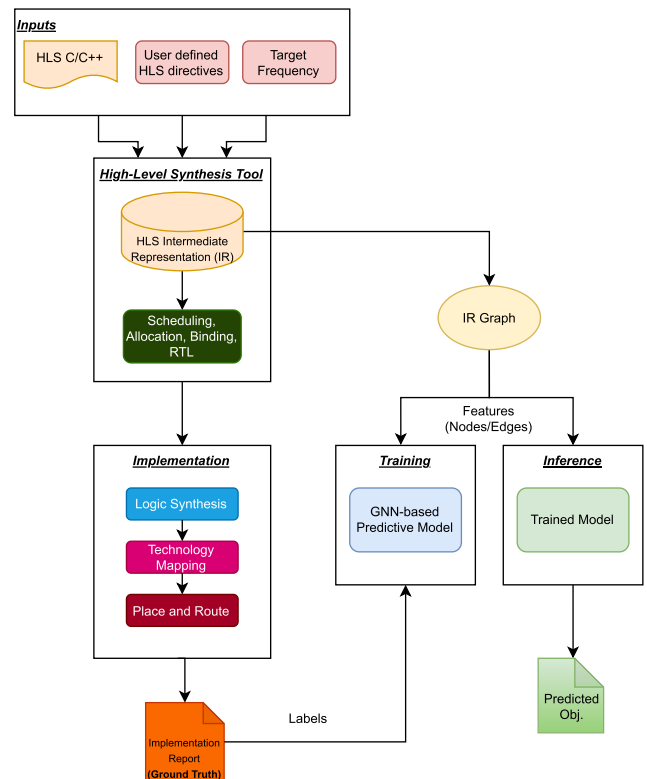 Inputs
HLS C/C++
User defined
HLS directives
Target
Frequency
High-Level Synthesis Tool
HLS Intermediate
Representation (IR)
Scheduling,
Allocation, Binding,
RTL
IR Graph
Features
(Nodes/Edges)
Implementation
Logic Synthesis
Technology
Mapping
Place and Route
Training
GNN-based
Predictive Model
Inference
Trained Model
Predicted
Obj.
Labels
Implementation
Report
(Ground Truth)